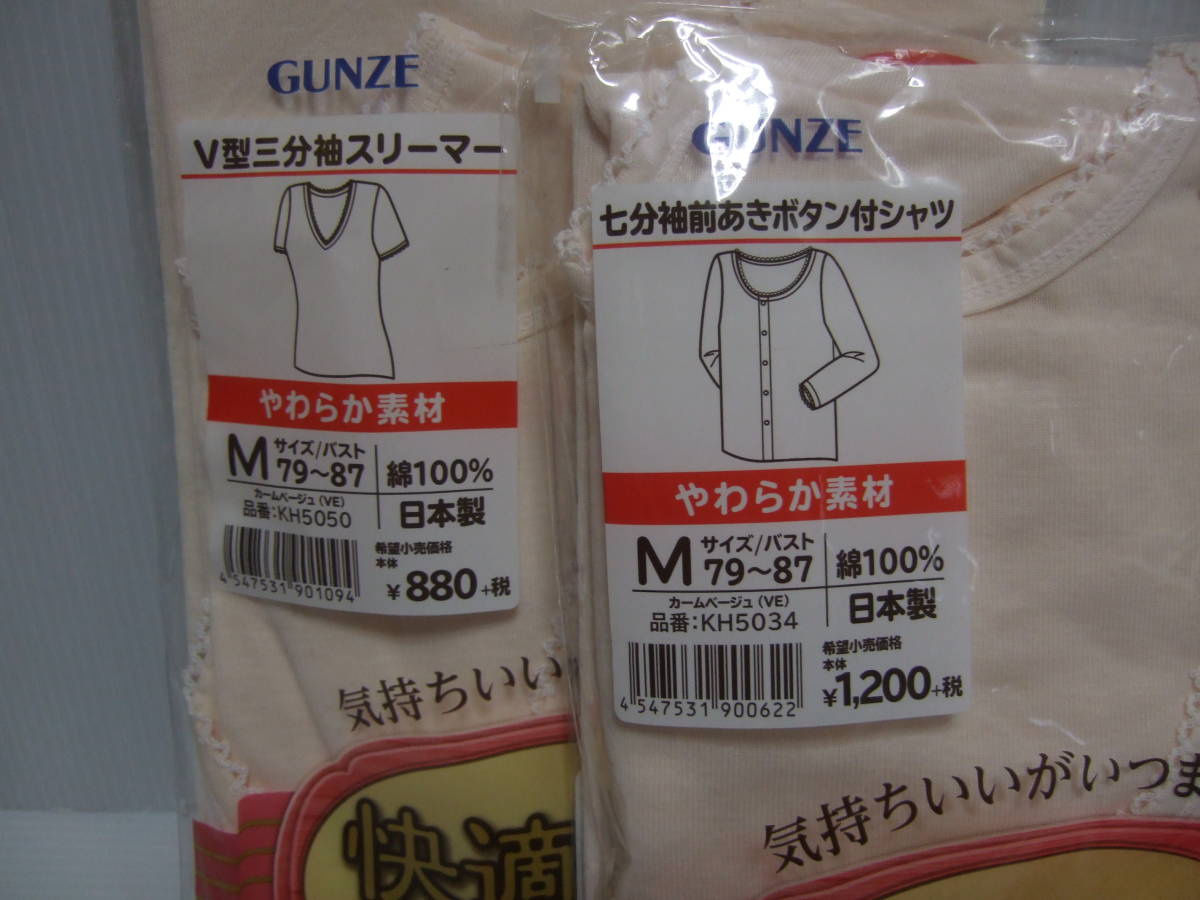 GUNZE
V型三分袖スリーマー
やわらか素材
M サイズ/バスト 79～87
綿100%
カームベージュ(VE)
品番:KH5050
日本製
希望小売価格
本体
¥880+税
4 547531 901094
気持ちいい
快適
GUNZE
七分袖前あきボタン付シャツ
やわらか素材
M サイズ/バスト 79～87
綿100%
カームベージュ(VE)
品番:KH5034
日本製
希望小売価格
本体
¥1,200+税
4 547531 900622
気持ちいいがいつま